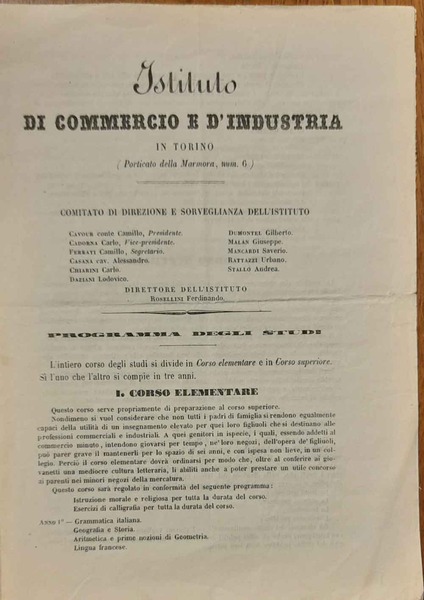 Istituto
DI COMMERCIO E D'INDUSTRIA
IN TORINO
(Porticato della Marmora, num. 6)
COMITATO DI DIREZIONE E SORVEGLIANZA DELL'ISTITUTO
CAVOUR conte Camillo, Presidente.
CADORNA Carlo, Vice-presidente.
FERRATI Camillo, Segretario.
CASANA cav. Alessandro.
CHIARINI Carlo.
DAZIANI Lodovico.
DUMONTEL Gilberto.
MALAN Giuseppe.
MANCARDI Saverio.
RATTAZZI Urbano.
STALLO Andrea.
DIRETTORE DELL'ISTITUTO
ROSELLINI Ferdinando.
PROGRAMMA DEGLI STUDI
L'intiero corso degli studi si divide in Corso elementare e in Corso superiore.
Sì l'uno che l'altro si compie in tre anni.
I. CORSO ELEMENTARE
Questo corso serve propriamente di preparazione al corso superiore.
Nondimeno si vuol considerare che non tutti i padri di famiglia si rendono egualmente
capaci della utilità di un insegnamento elevato per quei loro figliuoli che si destinano alle
professioni commerciali e industriali. A quei genitori in ispecie, i quali, essendo addetti al
commercio minuto, intendono giovarsi per tempo, ne' loro negozi, dell'opera de' figliuoli,
può parer grave il mantenerli per lo spazio di sei anni, e con ispesa non lieve, in un col-
legio. Perciò il corso elementare dovrà ordinarsi per modo che, oltre al conferire ai gio-
vanetti una mediocre cultura letteraria, li abiliti anche a poter prestare un utile concorso
ai parenti nei minori negozi della mercatura.
Questo corso sarà regolato in conformità del seguente programma:
Istruzione morale e religiosa per tutta la durata del corso.
Esercizi di calligrafia per tutta la durata del corso.
ANNO 1° — Grammatica italiana.
Geografia e Storia.
Aritmetica e prime nozioni di Geometria.
Lingua francese.